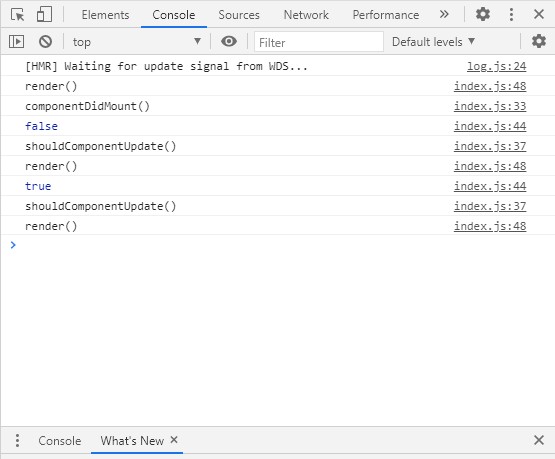 Elements Console Sources Network Performance
top Filter Default levels
[HMR] Waiting for update signal from WDS... log.js:24
render() index.js:48
componentDidMount() index.js:33
false index.js:44
shouldComponentUpdate() index.js:37
render() index.js:48
true index.js:44
shouldComponentUpdate() index.js:37
render() index.js:48
Console What's New